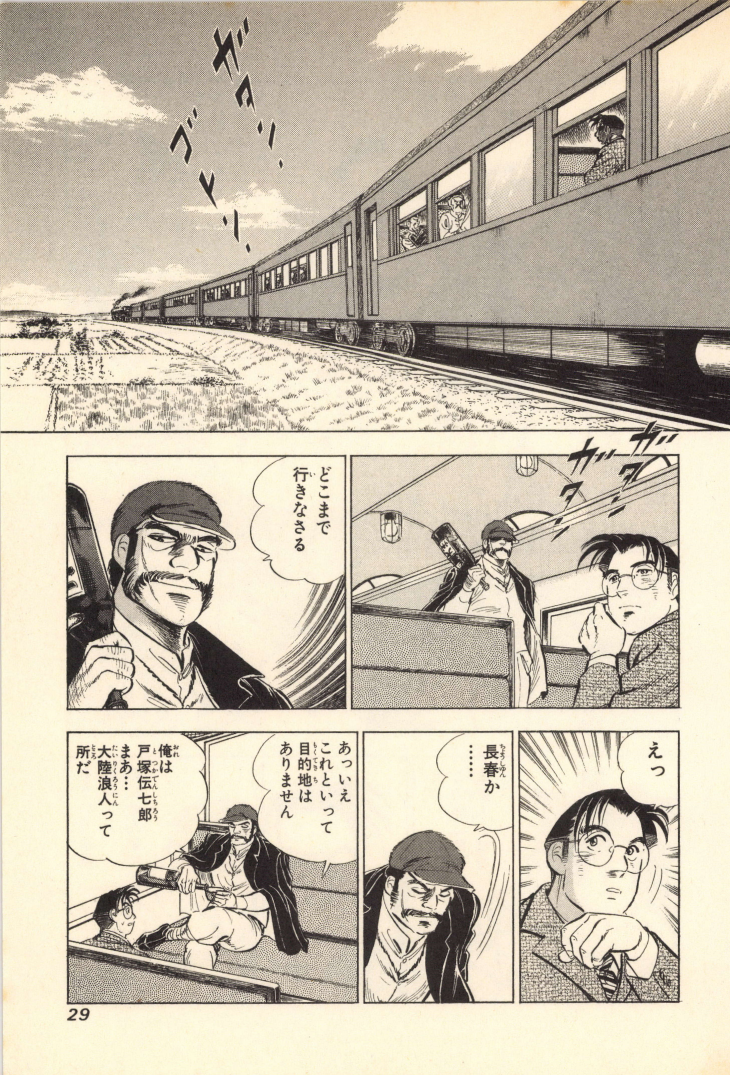 ガタン、
ゴトン、
ガタ
ガタ
どこまで
行きなさる
えっ
長春か
……
あっいえ
これといって
目的地は
ありません
俺は
戸塚伝七郎
まあ…
大陸浪人って
所だ
29